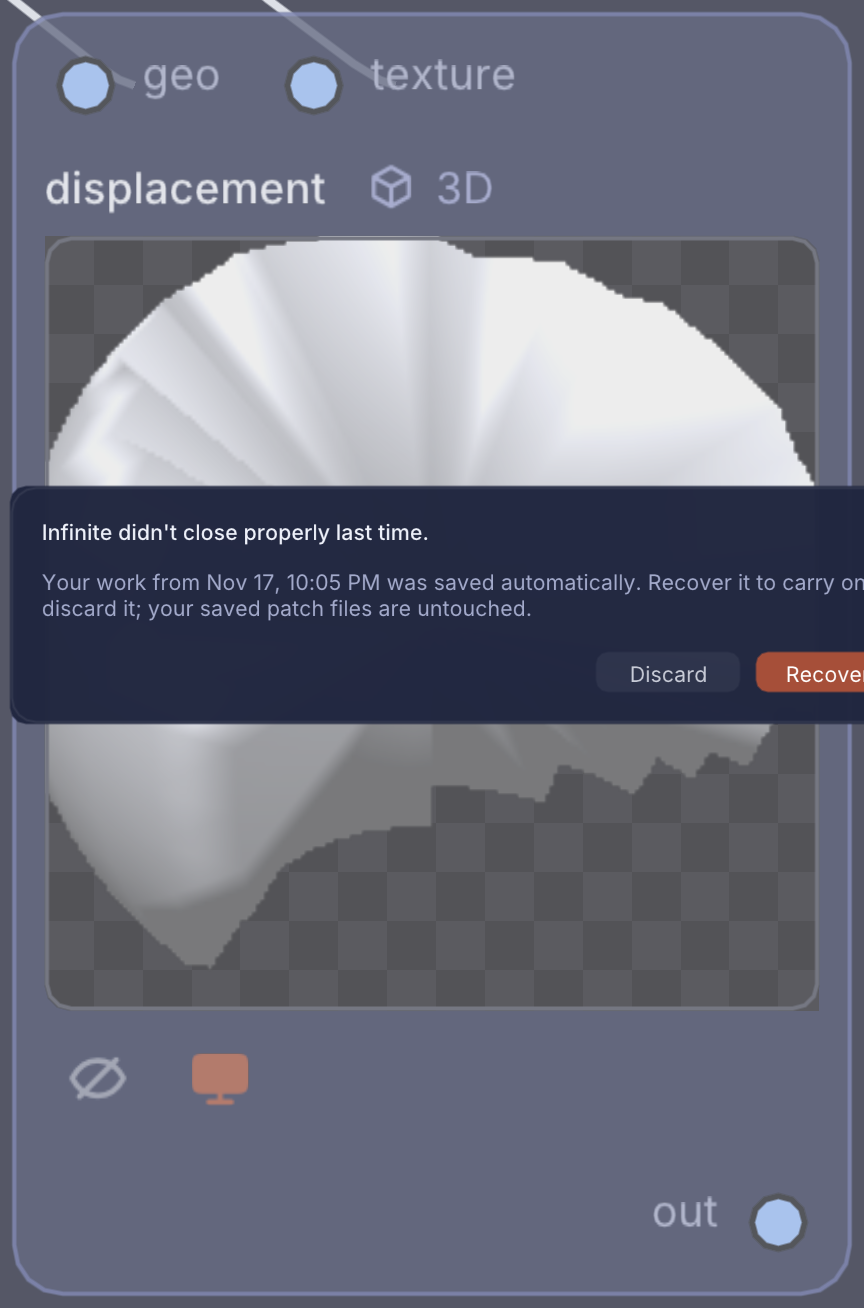 geo
texture
displacement
3D
Infinite didn't close properly last time.
Your work from Nov 17, 10:05 PM was saved automatically. Recover it to carry on
discard it; your saved patch files are untouched.
Discard
Recove
out